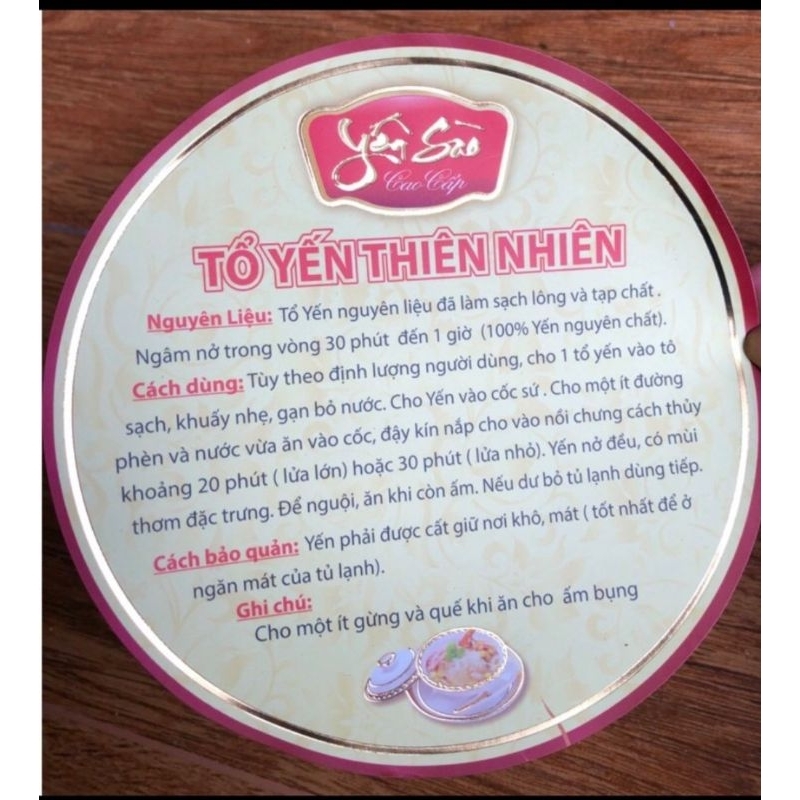 Yến Sào
Cao Cấp
TỔ YẾN THIÊN NHIÊN
Nguyên Liệu: Tổ Yến nguyên liệu đã làm sạch lông và tạp chất.
Ngâm nở trong vòng 30 phút đến 1 giờ (100% Yến nguyên chất).
Cách dùng: Tùy theo định lượng người dùng, cho 1 tổ yến vào tô
sạch, khuấy nhẹ, gạn bỏ nước. Cho Yến vào cốc sứ. Cho một ít đường
phèn và nước vừa ăn vào cốc, đậy kín nắp cho vào nồi chưng cách thủy
khoảng 20 phút ( lửa lớn) hoặc 30 phút ( lửa nhỏ). Yến nở đều, có mùi
thơm đặc trưng. Để nguội, ăn khi còn ấm. Nếu dư bỏ tủ lạnh dùng tiếp.
Cách bảo quản: Yến phải được cất giữ nơi khô, mát ( tốt nhất để ở
ngăn mát của tủ lạnh).
Ghi chú:
Cho một ít gừng và quế khi ăn cho ấm bụng